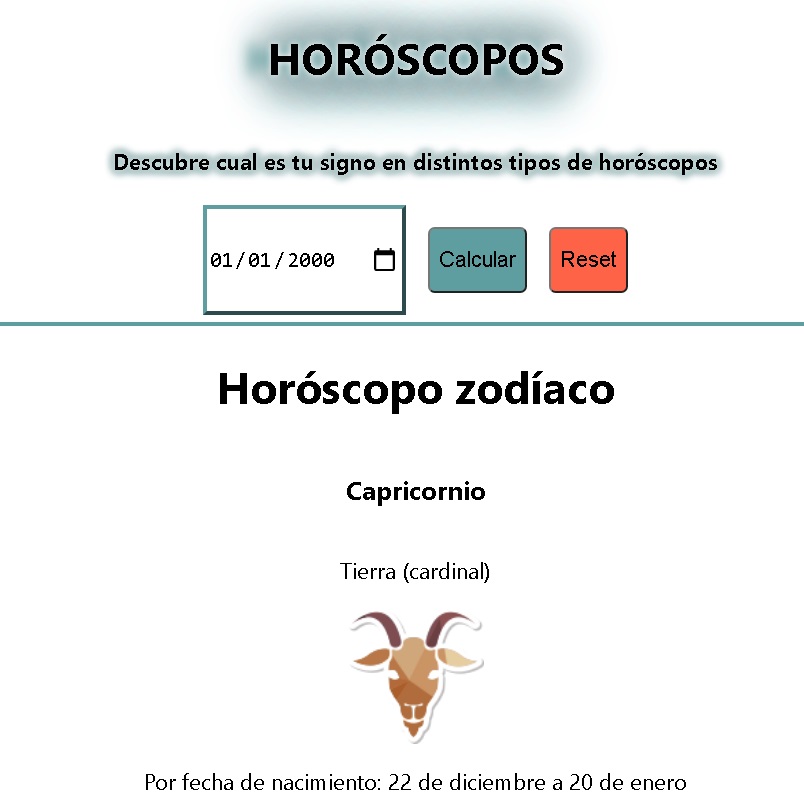 HORÓSCOPOS
Descubre cual es tu signo en distintos tipos de horóscopos
01/01/2000 Calcular Reset
Horóscopo zodíaco
Capricornio
Tierra (cardinal)
Por fecha de nacimiento: 22 de diciembre a 20 de enero